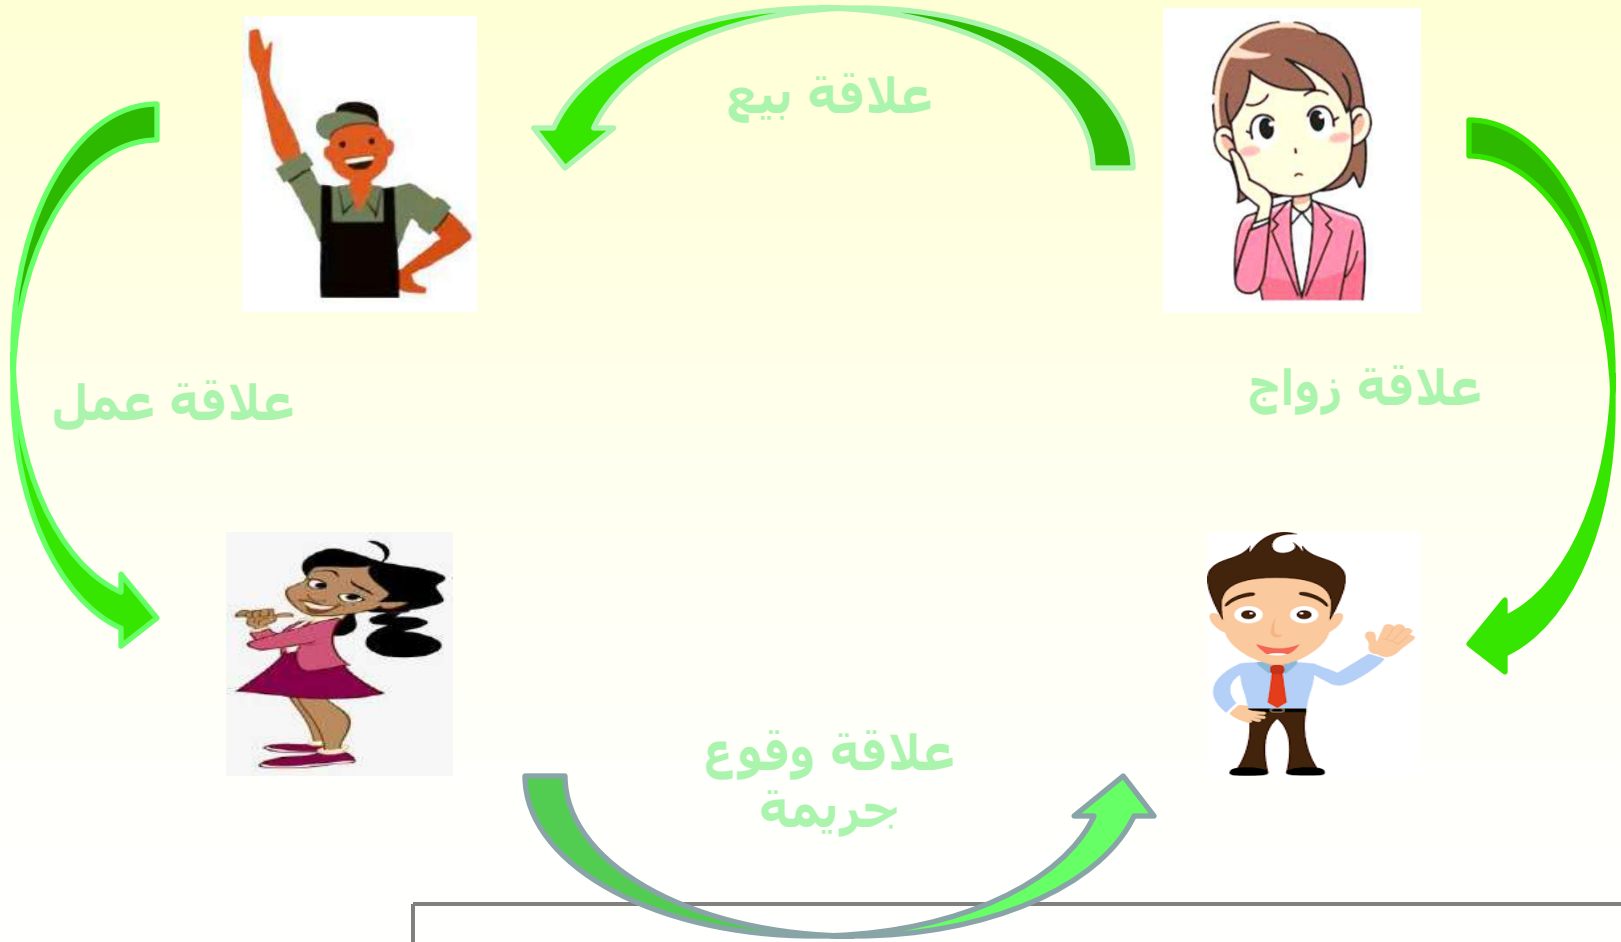 علاقة بيع
علاقة زواج
علاقة عمل
علاقة وقوع
جريمة